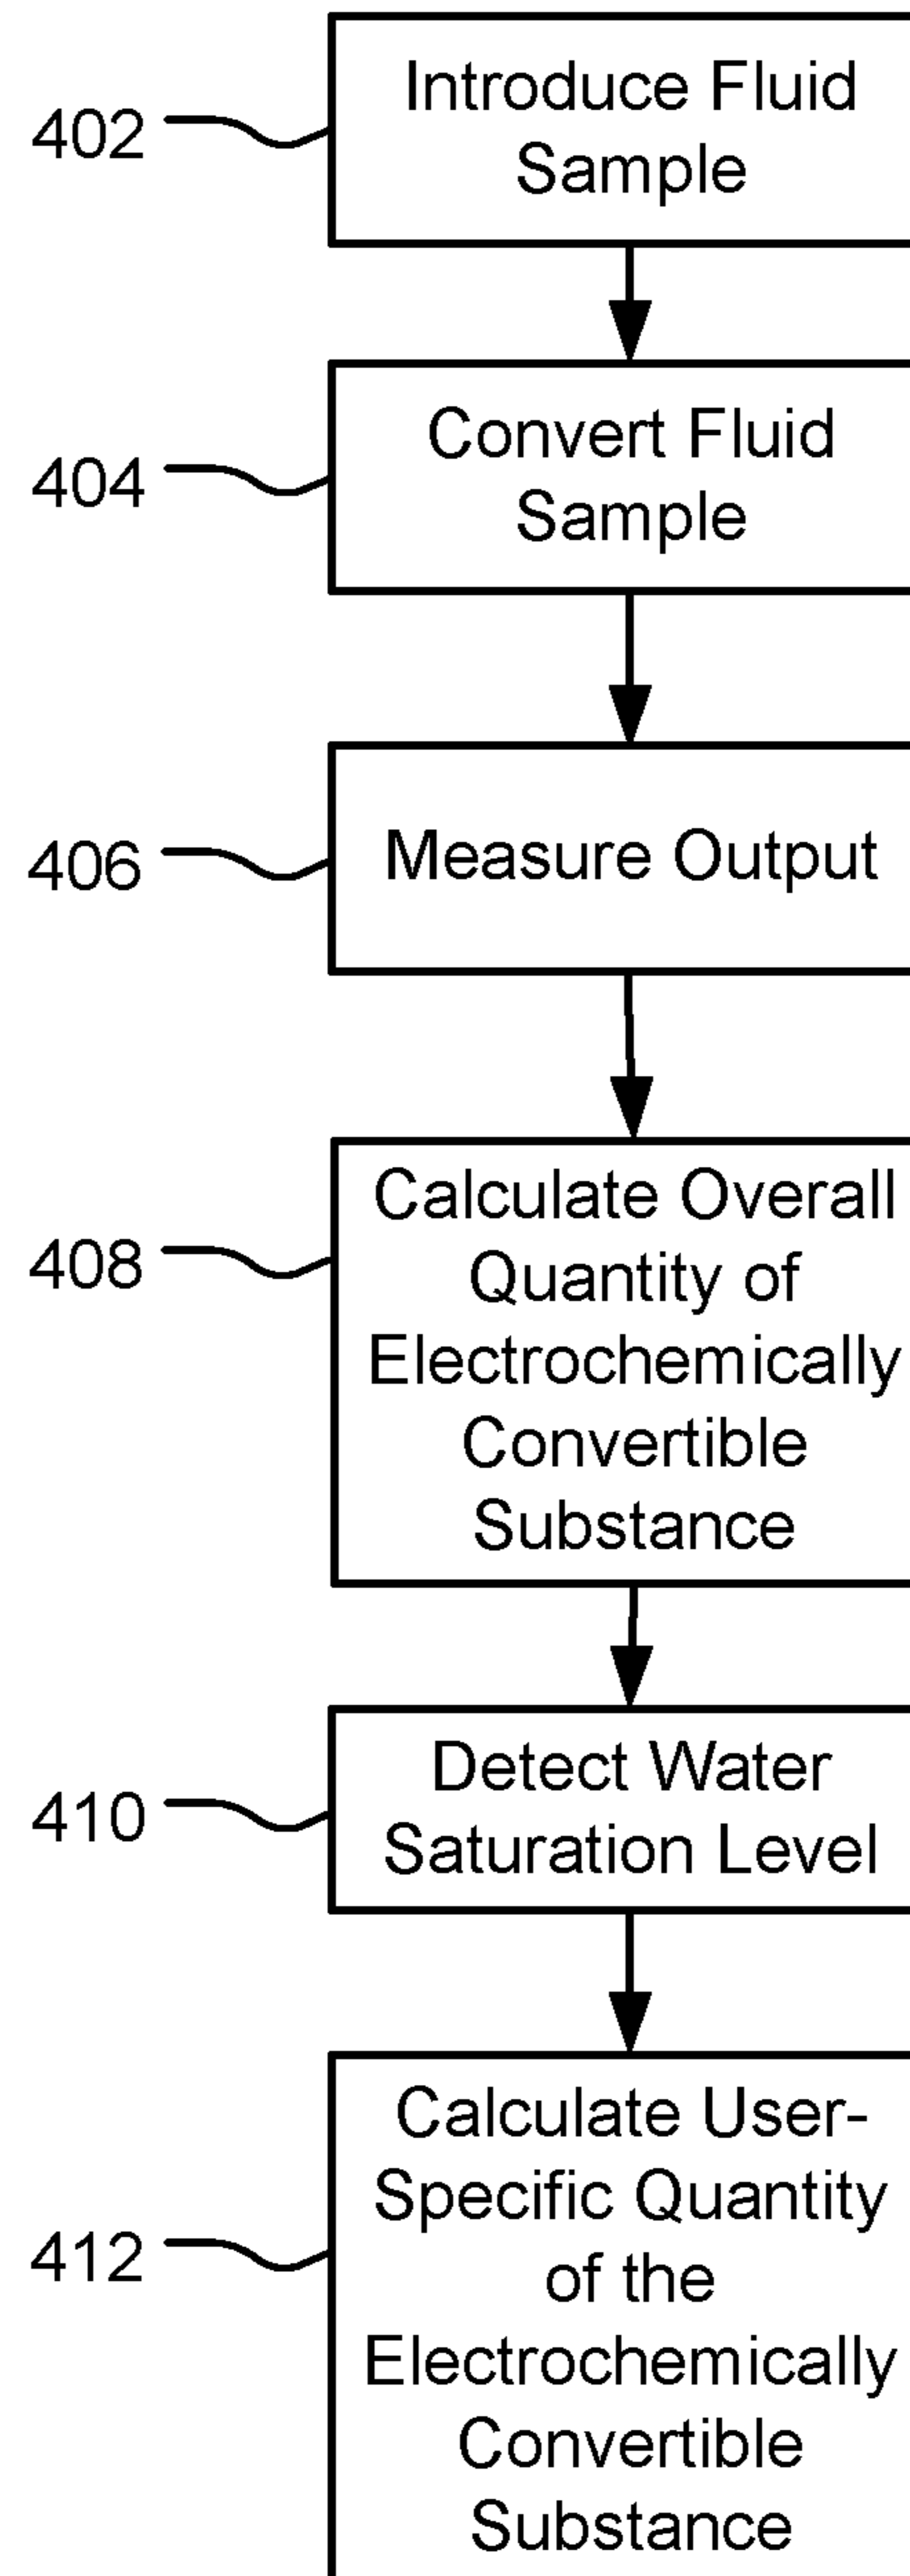 402
Introduce Fluid
Sample
404
Convert Fluid
Sample
406
Measure Output
408
Calculate Overall
Quantity of
Electrochemically
Convertible
Substance
410
Detect Water
Saturation Level
412
Calculate User-
Specific Quantity
of the
Electrochemically
Convertible
Substance